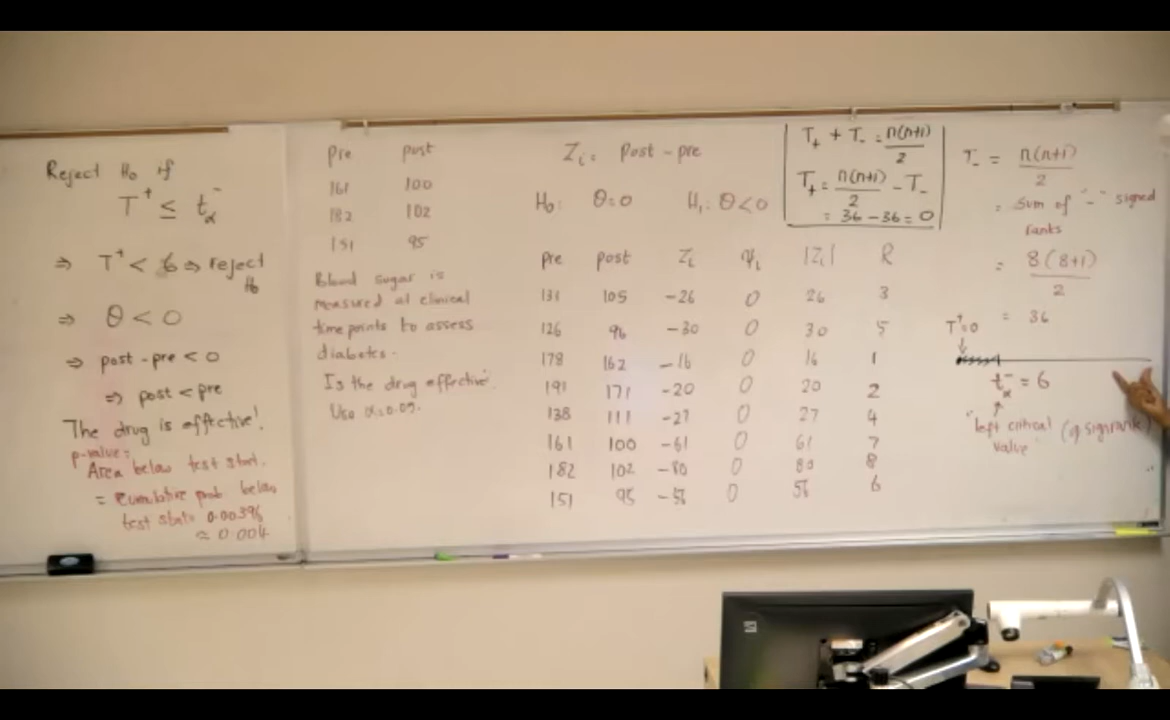 Reject H₀ if
T⁺ ≤ t⁻α
⇒ T⁺ < 6 ⇒ reject H₀
⇒ θ < 0
⇒ post - pre < 0
⇒ post < pre
The drug is effective!
p-value =
Area below test stat.
= Cumulative prob below
test stat = 0.00396
≈ 0.004
pre post
161 100
182 102
151 95
Blood sugar is
measured at clinical
time points to assess
diabetes.
Is the drug effective.
Use α=0.05.
Zᵢ = Post - pre
H₀: θ=0 H₁: θ<0
pre post Zᵢ ψᵢ |Zᵢ| R
131 105 -26 0 26 3
126 96 -30 0 30 5
178 162 -16 0 16 1
191 171 -20 0 20 2
138 111 -27 0 27 4
161 100 -61 0 61 7
182 102 -80 0 80 8
151 95 -56 0 56 6
T₊ + T₋ = n(n+1)/2
T₊ = n(n+1)/2 - T₋
= 36 - 36 = 0
T₋ = n(n+1)/2
= sum of "-" signed
ranks
= 8(8+1)/2
= 36
T⁺=0
t⁻α = 6
"left critical (of signrank)
value"